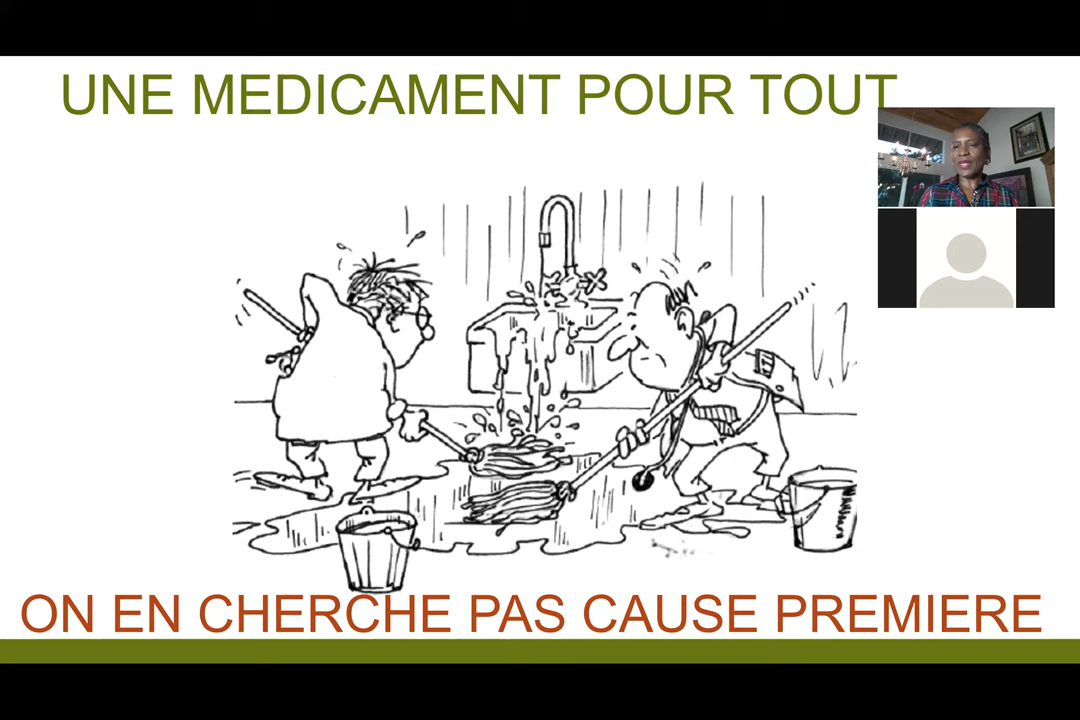 UNE MEDICAMENT POUR TOUT
ON EN CHERCHE PAS CAUSE PREMIERE